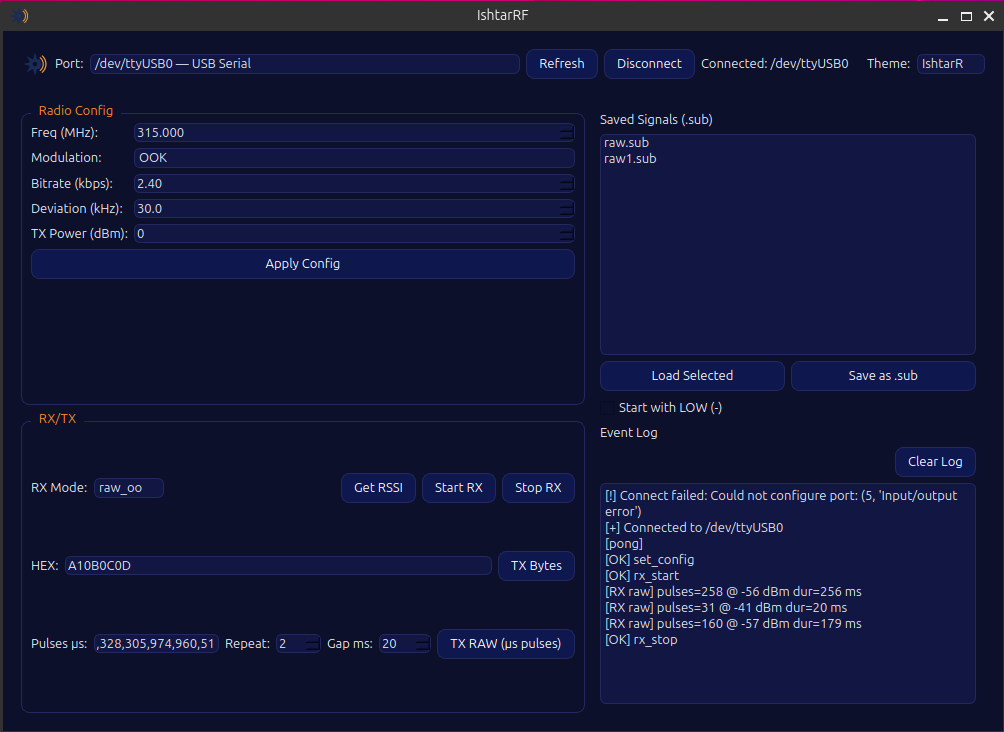 IshtarRF
Port: /dev/ttyUSB0 — USB Serial Refresh Disconnect Connected: /dev/ttyUSB0 Theme: IshtarR
Radio Config
Freq (MHz): 315.000
Modulation: OOK
Bitrate (kbps): 2.40
Deviation (kHz): 30.0
TX Power (dBm): 0
Apply Config
RX/TX
RX Mode: raw_oo Get RSSI Start RX Stop RX
HEX: A10B0C0D TX Bytes
Pulses µs: ,328,305,974,960,51 Repeat: 2 Gap ms: 20 TX RAW (µs pulses)
Saved Signals (.sub)
raw.sub
raw1.sub
Load Selected Save as .sub
Start with LOW (-)
Event Log
Clear Log
[!] Connect failed: Could not configure port: (5, 'Input/output
error')
[+] Connected to /dev/ttyUSB0
[pong]
[OK] set_config
[OK] rx_start
[RX raw] pulses=258 @ -56 dBm dur=256 ms
[RX raw] pulses=31 @ -41 dBm dur=20 ms
[RX raw] pulses=160 @ -57 dBm dur=179 ms
[OK] rx_stop